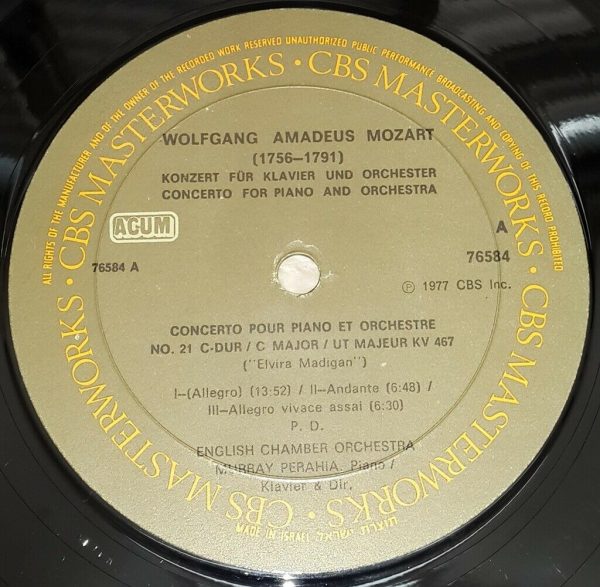 ALL RIGHTS OF THE MANUFACTURER AND OF THE OWNER OF THE RECORDED WORK RESERVED UNAUTHORIZED PUBLIC PERFORMANCE BROADCASTING AND COPYING OF THIS RECORD PROHIBITED
CBS MASTERWORKS · CBS MASTERWORKS · CBS MASTERWORKS · CBS MASTERWORKS ·
WOLFGANG AMADEUS MOZART
(1756–1791)
KONZERT FÜR KLAVIER UND ORCHESTER
CONCERTO FOR PIANO AND ORCHESTRA
ACUM
76584 A
A
76584
Ⓟ 1977 CBS Inc.
CONCERTO POUR PIANO ET ORCHESTRE
NO. 21 C-DUR / C MAJOR / UT MAJEUR KV 467
("Elvira Madigan")
I–(Allegro) (13:52) / II–Andante (6:48) /
III–Allegro vivace assai (6:30)
P. D.
ENGLISH CHAMBER ORCHESTRA
MURRAY PERAHIA, Piano /
Klavier & Dir.
MADE IN ISRAEL